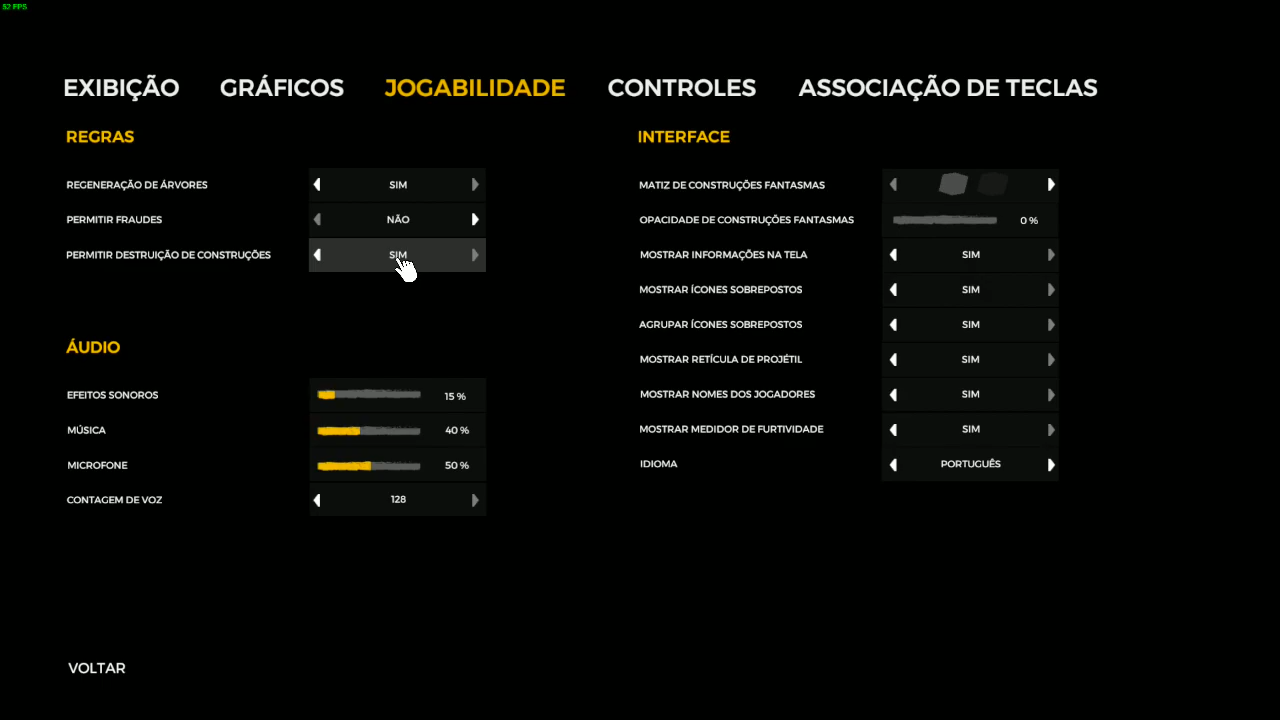 52 FPS
EXIBIÇÃO GRÁFICOS JOGABILIDADE CONTROLES ASSOCIAÇÃO DE TECLAS
REGRAS
REGENERAÇÃO DE ÁRVORES SIM
PERMITIR FRAUDES NÃO
PERMITIR DESTRUIÇÃO DE CONSTRUÇÕES SIM
ÁUDIO
EFEITOS SONOROS 15 %
MÚSICA 40 %
MICROFONE 50 %
CONTAGEM DE VOZ 128
INTERFACE
MATIZ DE CONSTRUÇÕES FANTASMAS
OPACIDADE DE CONSTRUÇÕES FANTASMAS 0 %
MOSTRAR INFORMAÇÕES NA TELA SIM
MOSTRAR ÍCONES SOBREPOSTOS SIM
AGRUPAR ÍCONES SOBREPOSTOS SIM
MOSTRAR RETÍCULA DE PROJÉTIL SIM
MOSTRAR NOMES DOS JOGADORES SIM
MOSTRAR MEDIDOR DE FURTIVIDADE SIM
IDIOMA PORTUGUÊS
VOLTAR